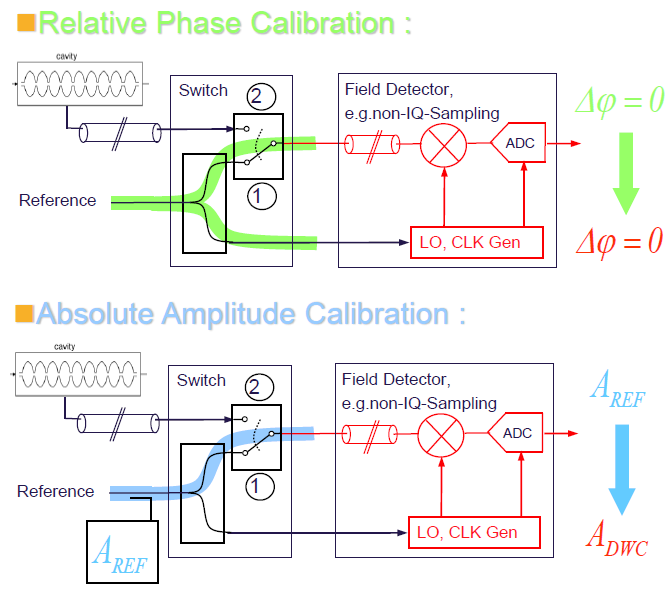 Relative Phase Calibration :
cavity
Switch
2
Field Detector,
e.g.non-IQ-Sampling
Δφ = 0
ADC
1
Reference
LO, CLK Gen
Δφ = 0
Absolute Amplitude Calibration :
cavity
Switch
2
Field Detector,
e.g.non-IQ-Sampling
A_REF
ADC
1
Reference
LO, CLK Gen
A_REF
A_DWC